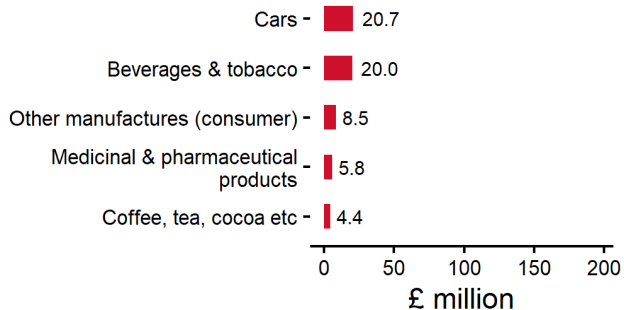 Cars 20.7
Beverages & tobacco 20.0
Other manufactures (consumer) 8.5
Medicinal & pharmaceutical
products 5.8
Coffee, tea, cocoa etc 4.4
0 50 100 150 200
£ million